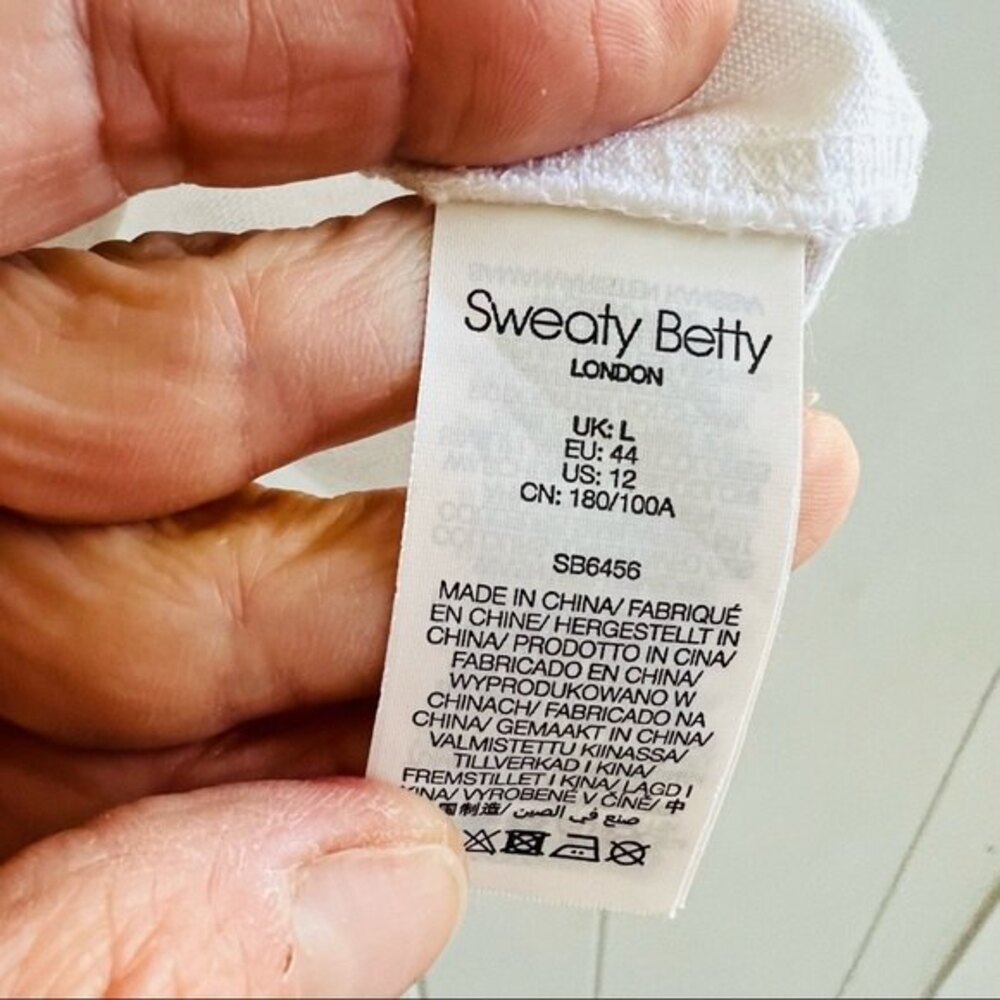 Sweaty Betty
LONDON
UK: L
EU: 44
US: 12
CN: 180/100A
SB6456
MADE IN CHINA/ FABRIQUÉ
EN CHINE/ HERGESTELLT IN
CHINA/ PRODOTTO IN CINA/
FABRICADO EN CHINA/
WYPRODUKOWANO W
CHINACH/ FABRICADO NA
CHINA/ GEMAAKT IN CHINA/
VALMISTETTU KIINASSA/
TILLVERKAD I KINA/
FREMSTILLET I KINA/ LAGD I
KINA/ VYROBENÉ V ČÍNĚ/ 中
国制造/ صنع في الصين